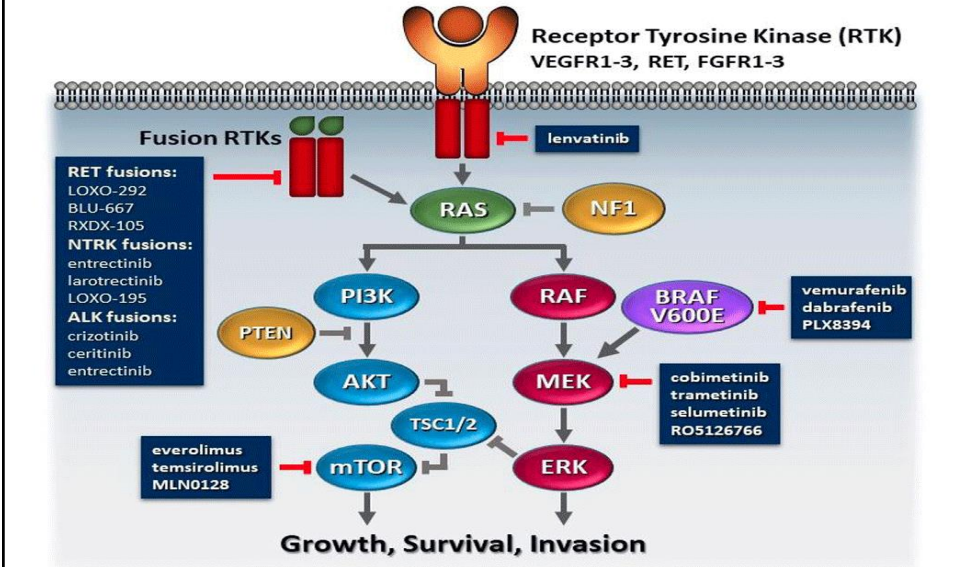 Receptor Tyrosine Kinase (RTK)
VEGFR1-3, RET, FGFR1-3
Fusion RTKs
lenvatinib
RET fusions:
LOXO-292
BLU-667
RXDX-105
NTRK fusions:
entrectinib
larotrectinib
LOXO-195
ALK fusions:
crizotinib
ceritinib
entrectinib
RAS
NF1
PI3K
RAF
BRAF
V600E
vemurafenib
dabrafenib
PLX8394
PTEN
AKT
MEK
cobimetinib
trametinib
selumetinib
RO5126766
TSC1/2
everolimus
temsirolimus
MLN0128
mTOR
ERK
Growth, Survival, Invasion